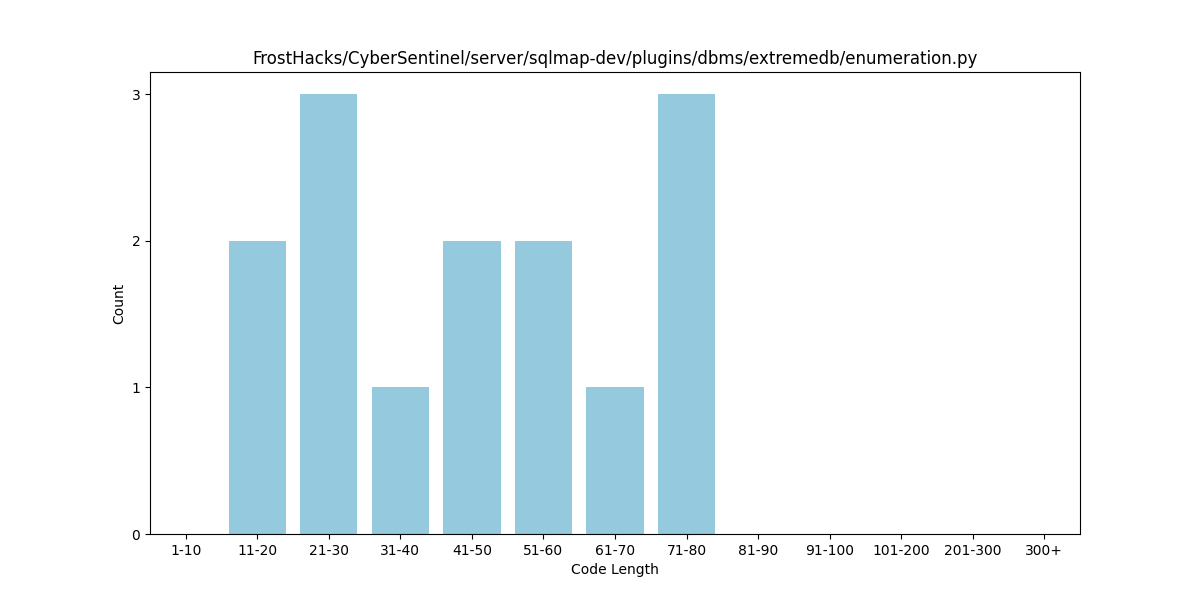 FrostHacks/CyberSentinel/server/sqlmap-dev/plugins/dbms/extremedb/enumeration.py
Count
3
2
1
0
1-10 11-20 21-30 31-40 41-50 51-60 61-70 71-80 81-90 91-100 101-200 201-300 300+
Code Length